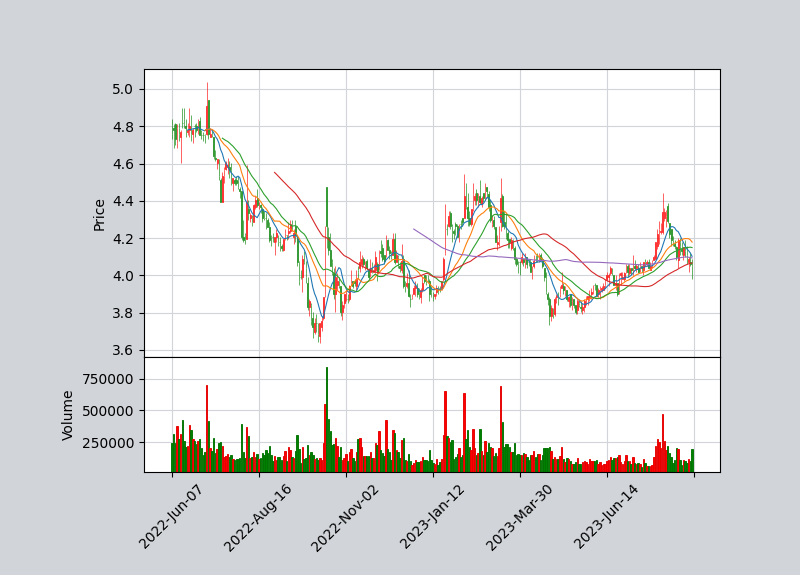 5.0
4.8
4.6
4.4
4.2
4.0
3.8
3.6
Price
750000
500000
250000
Volume
2022-Jun-07
2022-Aug-16
2022-Nov-02
2023-Jan-12
2023-Mar-30
2023-Jun-14